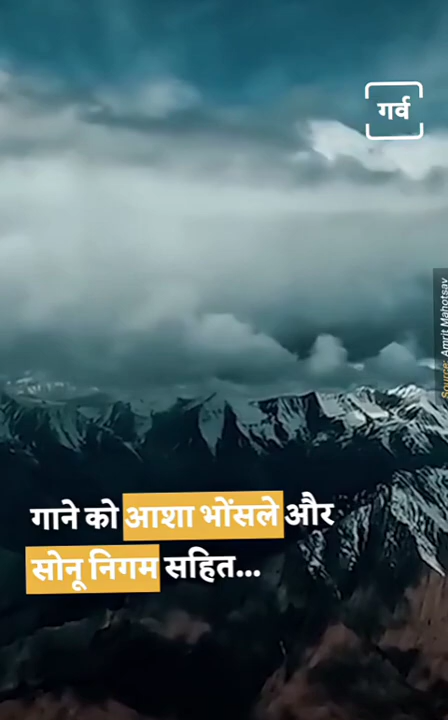 गर्व
Source: Amrit Mahotsav
गाने को आशा भोंसले और
सोनू निगम सहित...